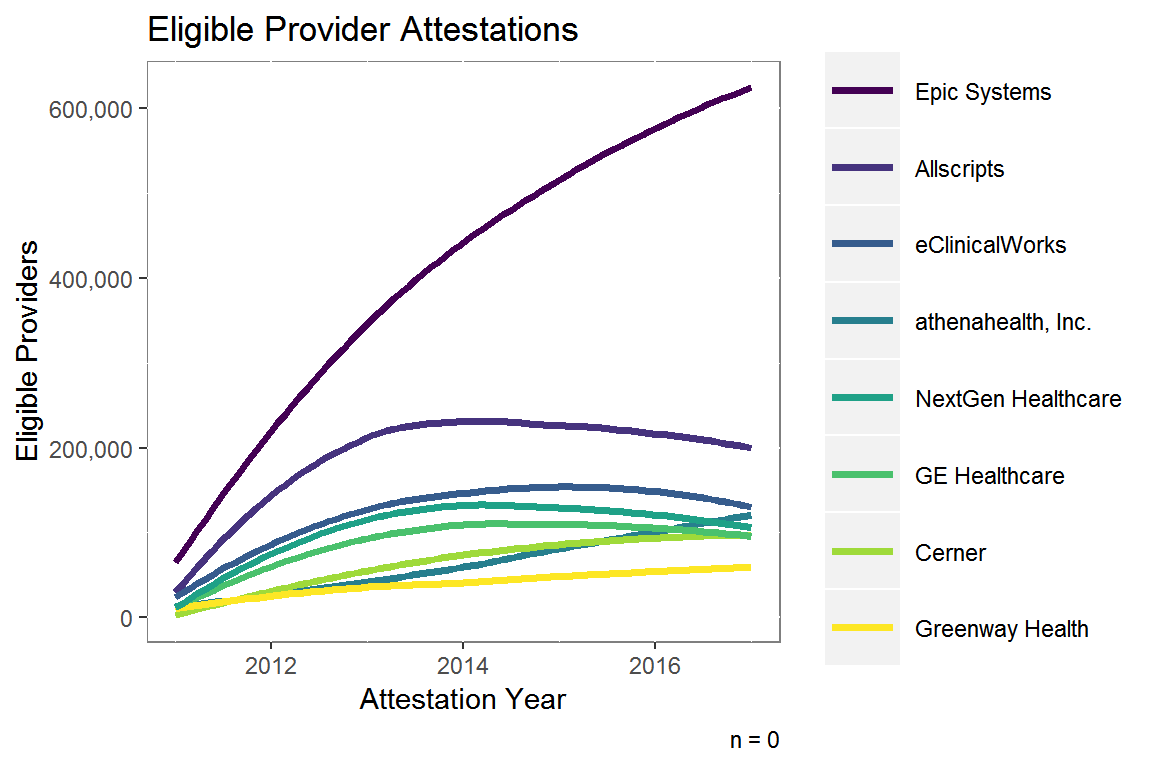 Eligible Provider Attestations
Eligible Providers
600,000
400,000
200,000
0
2012
2014
2016
Attestation Year
Epic Systems
Allscripts
eClinicalWorks
athenahealth, Inc.
NextGen Healthcare
GE Healthcare
Cerner
Greenway Health
n = 0